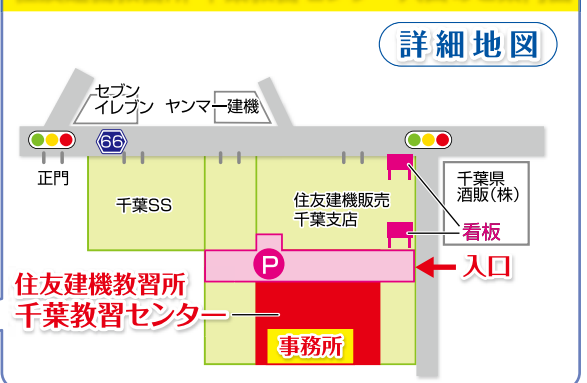 詳細地図
セブン
イレブン
ヤンマー建機
66
正門
千葉SS
住友建機販売
千葉支店
千葉県
酒販(株)
看板
P
入口
住友建機教習所
千葉教習センター
事務所